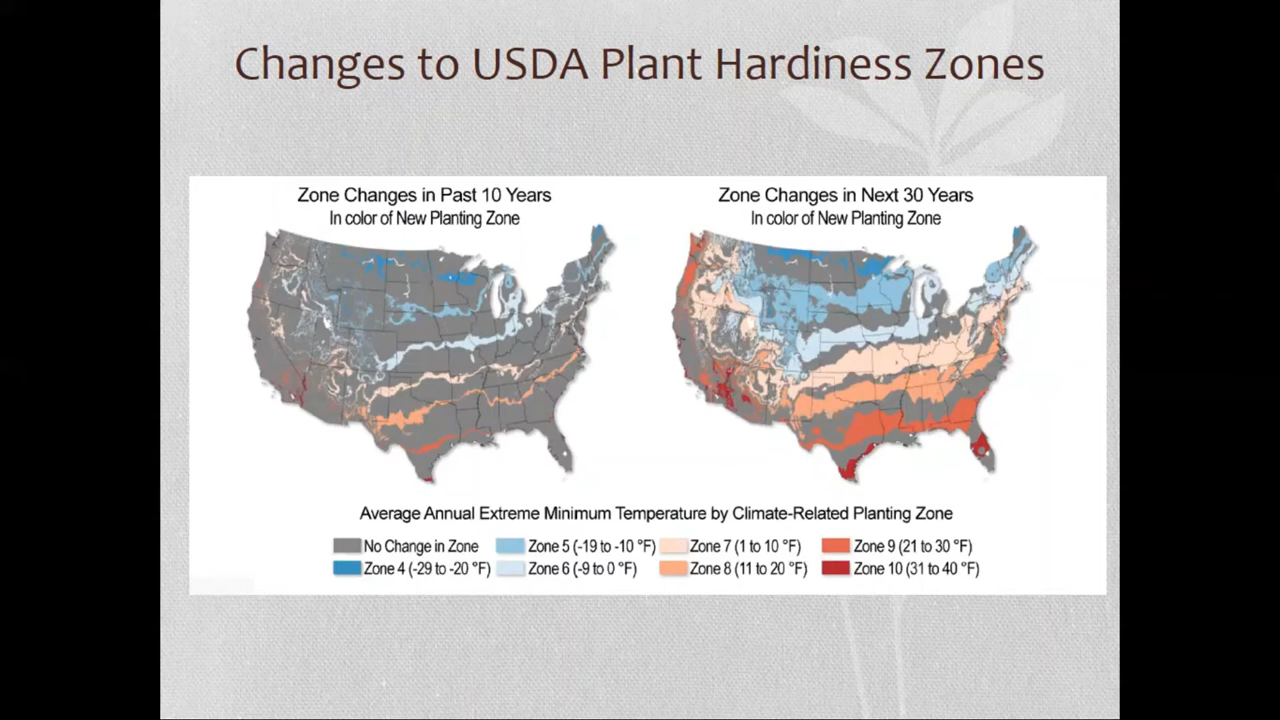 Changes to USDA Plant Hardiness Zones
Zone Changes in Past 10 Years
In color of New Planting Zone
Zone Changes in Next 30 Years
In color of New Planting Zone
Average Annual Extreme Minimum Temperature by Climate-Related Planting Zone
No Change in Zone
Zone 5 (-19 to -10 °F)
Zone 7 (1 to 10 °F)
Zone 9 (21 to 30 °F)
Zone 4 (-29 to -20 °F)
Zone 6 (-9 to 0 °F)
Zone 8 (11 to 20 °F)
Zone 10 (31 to 40 °F)